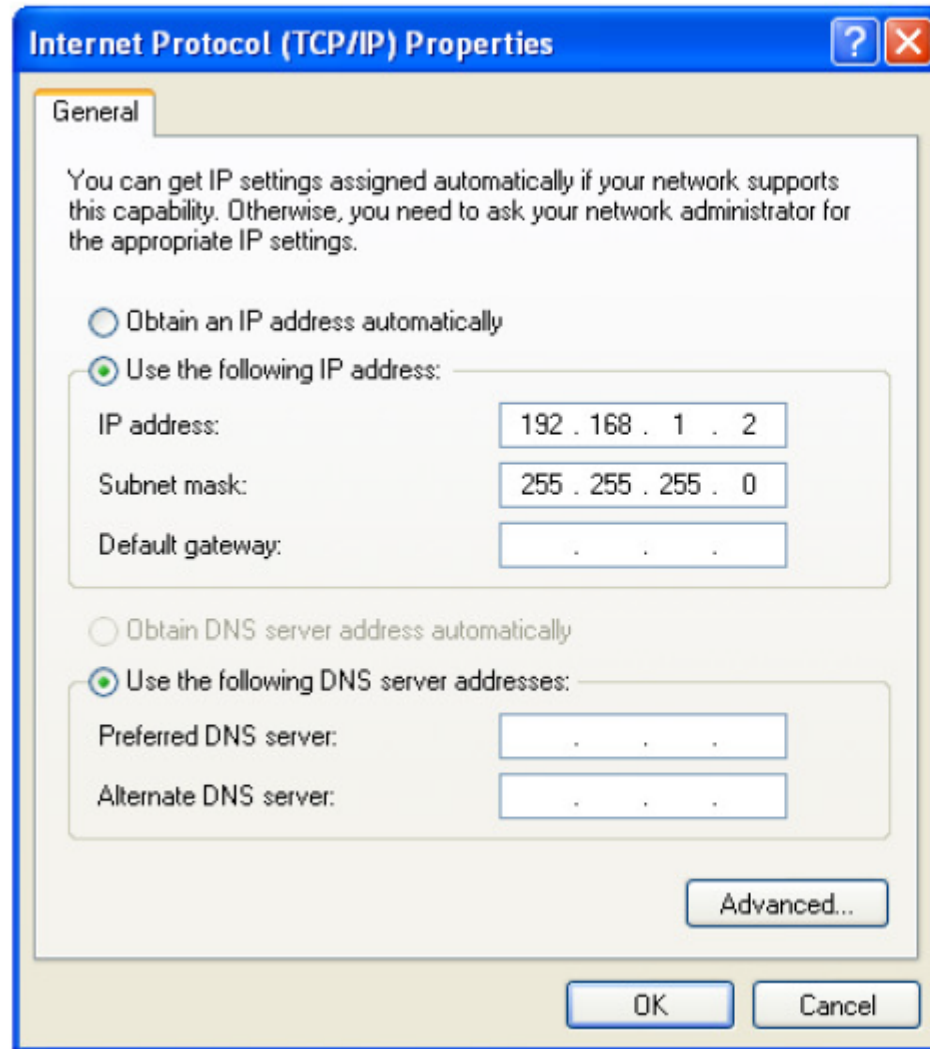 Internet Protocol (TCP/IP) Properties
General
You can get IP settings assigned automatically if your network supports
this capability. Otherwise, you need to ask your network administrator for
the appropriate IP settings.
Obtain an IP address automatically
Use the following IP address:
IP address: 192 . 168 . 1 . 2
Subnet mask: 255 . 255 . 255 . 0
Default gateway: . . .
Obtain DNS server address automatically
Use the following DNS server addresses:
Preferred DNS server: . . .
Alternate DNS server: . . .
Advanced...
OK Cancel